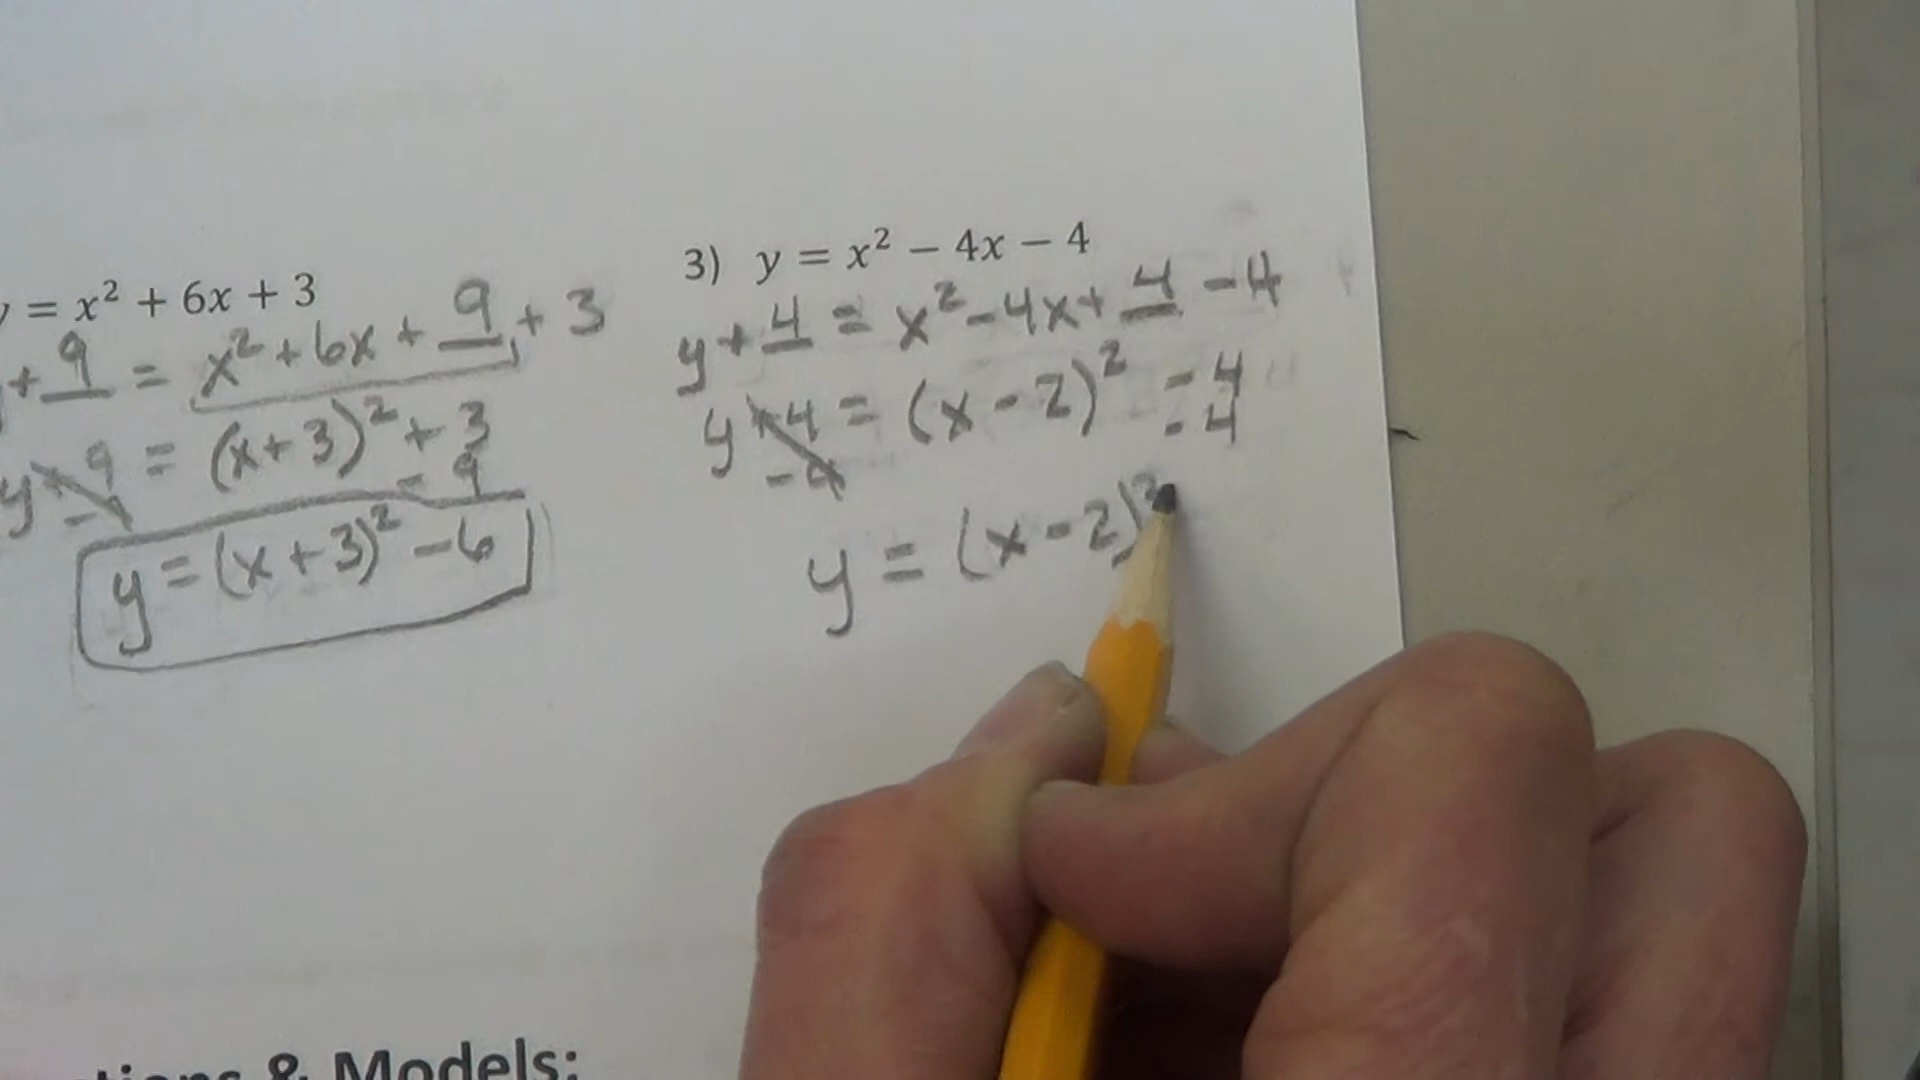 y = x² + 6x + 3
+ 9 = x² + 6x + 9 + 3
y + 9 = (x + 3)² + 3
- 9 - 9
y = (x + 3)² - 6
3) y = x² − 4x − 4
y + 4 = x² - 4x + 4 - 4
y + 4 = (x - 2)² - 4
- 4 - 4
y = (x - 2)²
& Models: